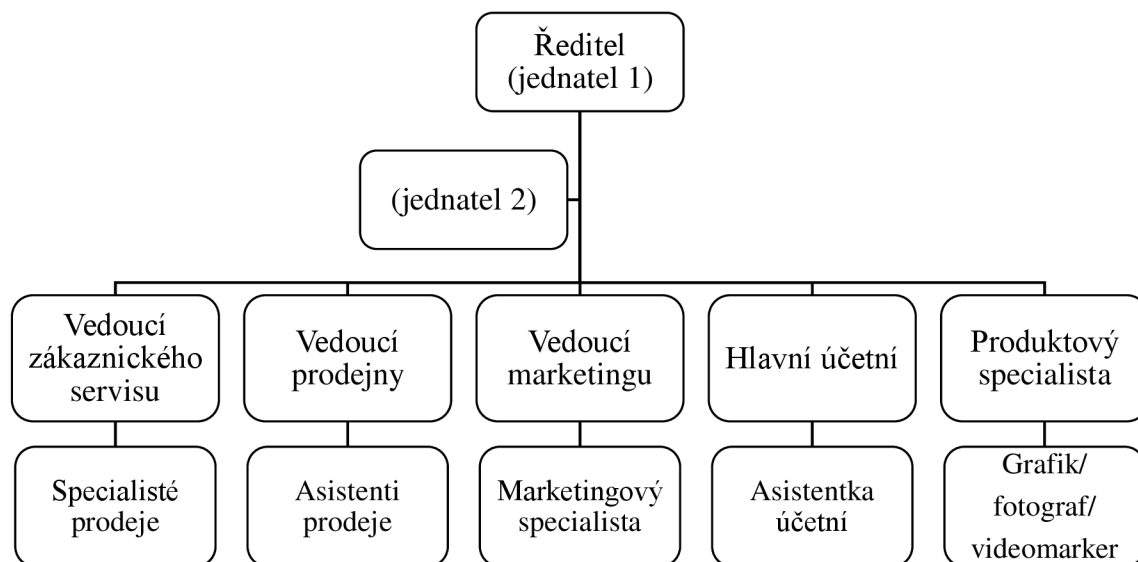 Ředitel
(jednatel 1)
(jednatel 2)
Vedoucí
zákaznického
servisu
Vedoucí
prodejny
Vedoucí
marketingu
Hlavní účetní
Produktový
specialista
Specialisté
prodeje
Asistenti
prodeje
Marketingový
specialista
Asistentka
účetní
Grafik/
fotograf/
videomarker